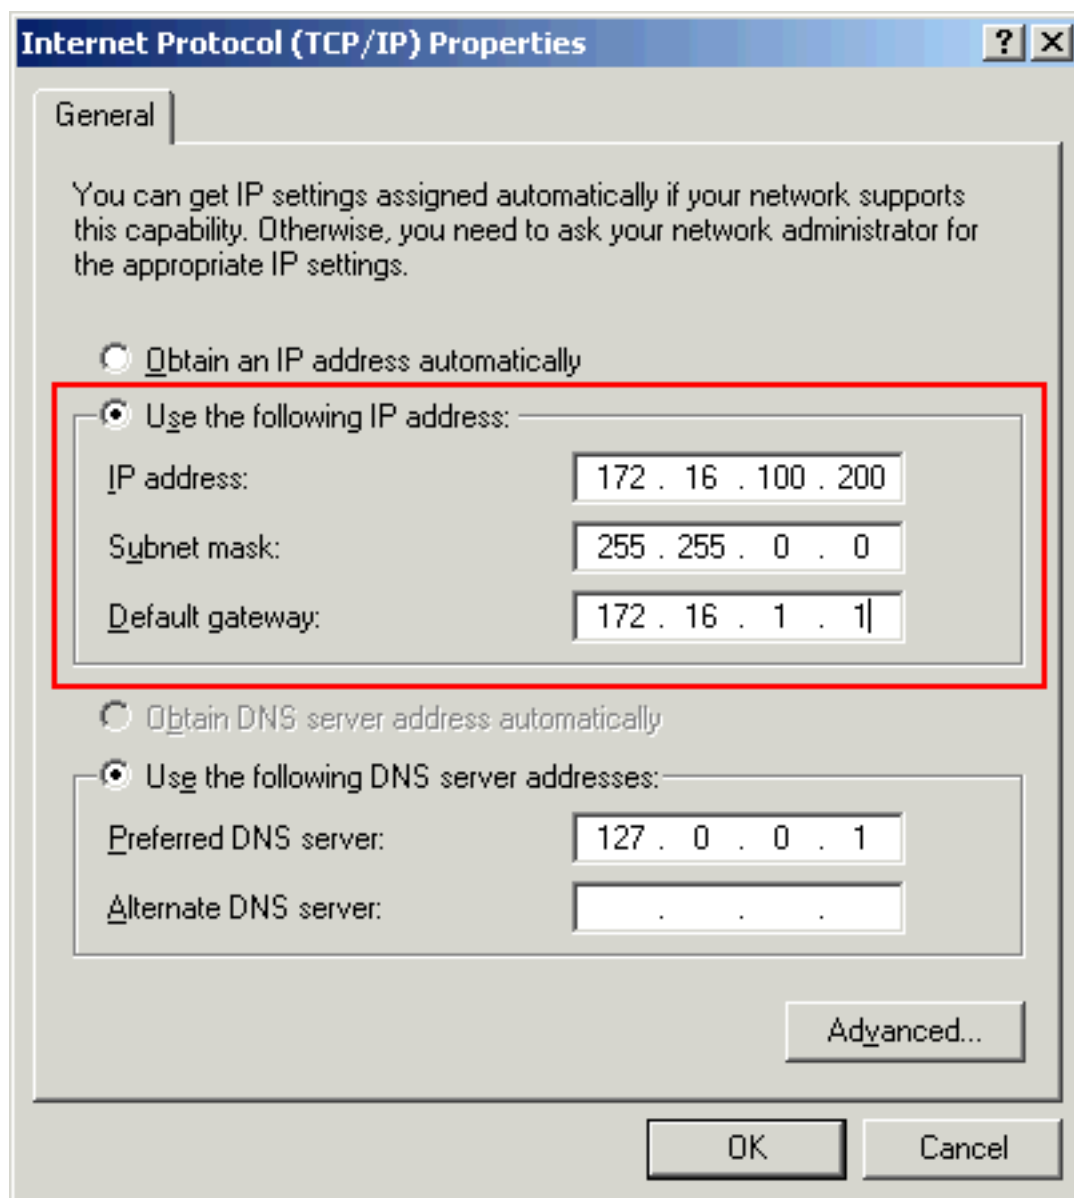 Internet Protocol (TCP/IP) Properties
General
You can get IP settings assigned automatically if your network supports
this capability. Otherwise, you need to ask your network administrator for
the appropriate IP settings.
Obtain an IP address automatically
Use the following IP address:
IP address: 172 . 16 . 100 . 200
Subnet mask: 255 . 255 . 0 . 0
Default gateway: 172 . 16 . 1 . 1
Obtain DNS server address automatically
Use the following DNS server addresses:
Preferred DNS server: 127 . 0 . 0 . 1
Alternate DNS server: . . .
Advanced...
OK Cancel